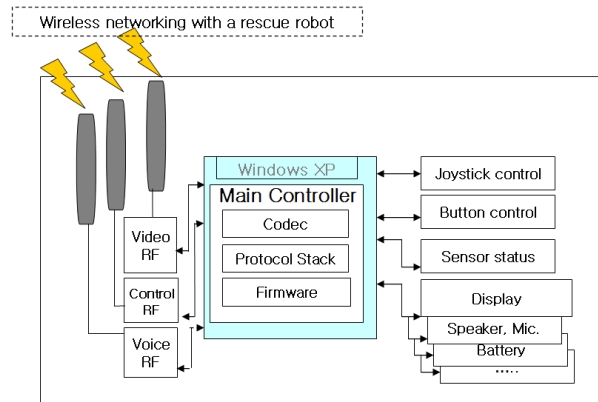 Wireless networking with a rescue robot
Windows XP
Main Controller
Codec
Protocol Stack
Firmware
Video
RF
Control
RF
Voice
RF
Joystick control
Button control
Sensor status
Display
Speaker, Mic.
Battery
.....